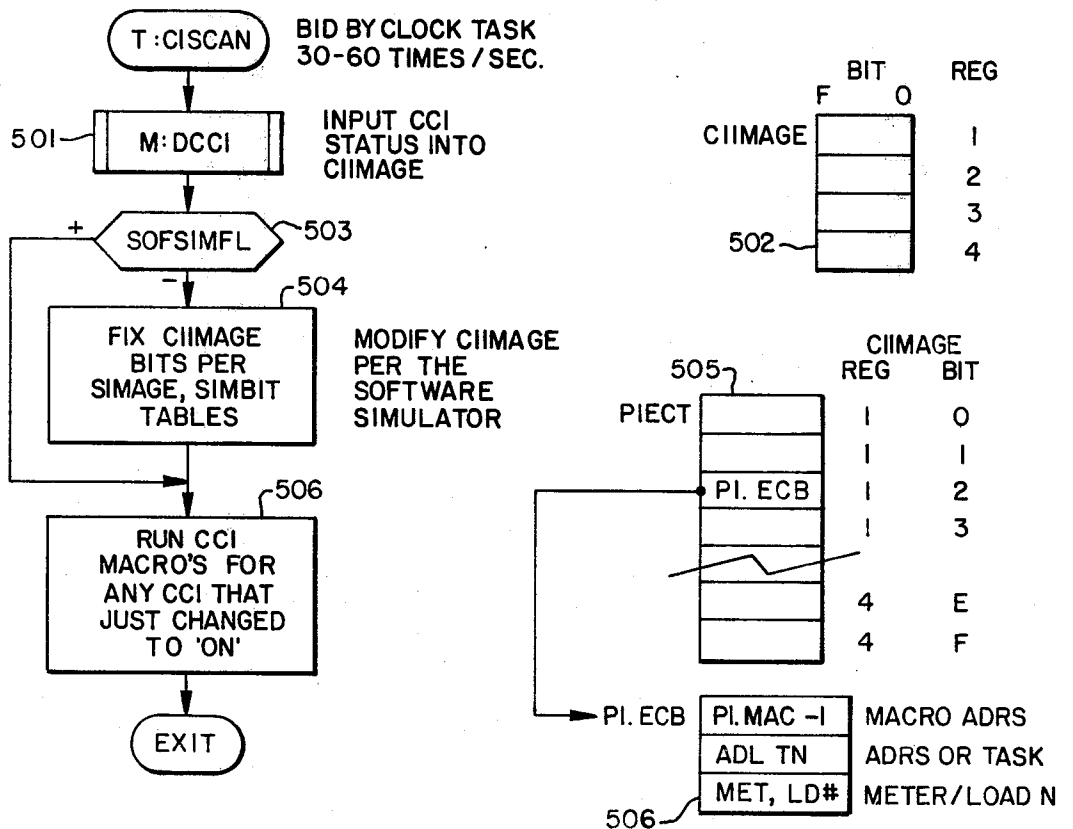 T:CISCAN
BID BY CLOCK TASK
30-60 TIMES/SEC.
501
M:DCCI
INPUT CCI
STATUS INTO
CIIMAGE
+
SOFSIMFL
503
-
504
FIX CIIMAGE
BITS PER
SIMAGE, SIMBIT
TABLES
MODIFY CIIMAGE
PER THE
SOFTWARE
SIMULATOR
506
RUN CCI
MACRO'S FOR
ANY CCI THAT
JUST CHANGED
TO 'ON'
EXIT
BIT REG
F O
CIIMAGE 1
2
3
502 4
CIIMAGE
505 REG BIT
PIECT 1 0
1 1
PI. ECB 1 2
1 3
4 E
4 F
PI. ECB PI.MAC -1 MACRO ADRS
ADL TN ADRS OR TASK
MET, LD# METER/LOAD N
506